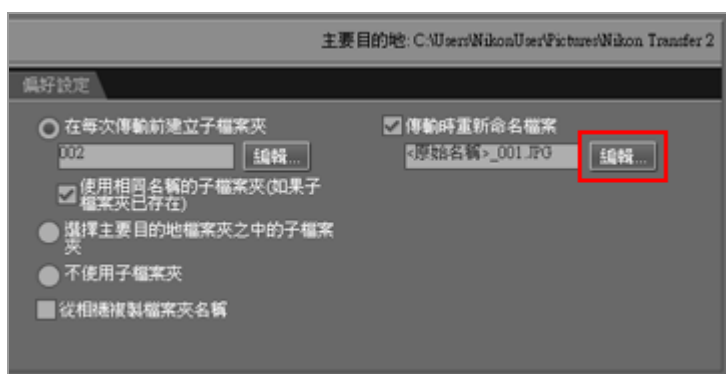 主要目的地: C:\Users\NikonUser\Pictures\Nikon Transfer 2
偏好設定
在每次傳輸前建立子檔案夾
002
編輯...
使用相同名稱的子檔案夾(如果子
檔案夾已存在)
選擇主要目的地檔案夾之中的子檔案
夾
不使用子檔案夾
從相機複製檔案夾名稱
傳輸時重新命名檔案
<原始名稱>_001.JPG
編輯...